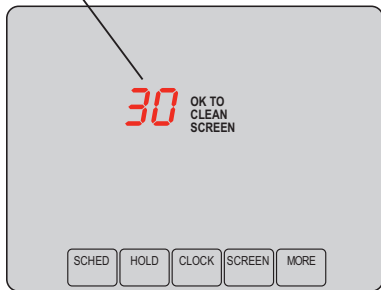 30
OK TO
CLEAN
SCREEN
SCHED HOLD CLOCK SCREEN MORE